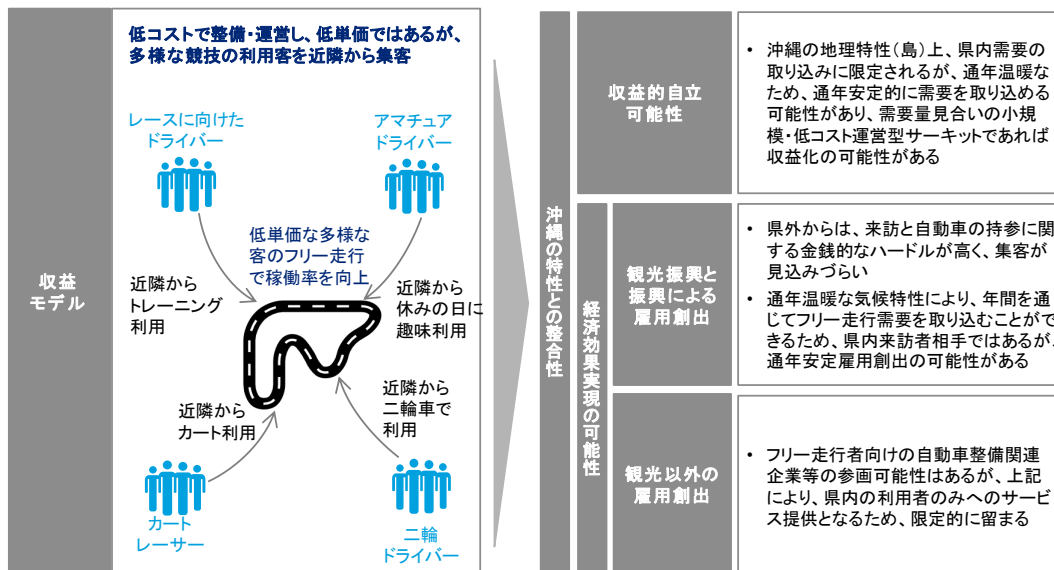 低コストで整備・運営し、低単価ではあるが、
多様な競技の利用客を近隣から集客
収益
モデル
レースに向けた
ドライバー
アマチュア
ドライバー
低単価な多様な
客のフリー走行
で稼働率を向上
近隣から
トレーニング
利用
近隣から
休みの日に
趣味利用
近隣から
カート利用
近隣から
二輪車で
利用
カート
レーサー
二輪
ドライバー
沖縄の特性との整合性
収益的自立
可能性
• 沖縄の地理特性（島）上、県内需要の
取り込みに限定されるが、通年温暖な
ため、通年安定的に需要を取り込める
可能性があり、需要量見合いの小規
模・低コスト運営型サーキットであれば
収益化の可能性がある
経済効果実現の可能性
観光振興と
振興による
雇用創出
• 県外からは、来訪と自動車の持参に関
する金銭的なハードルが高く、集客が
見込みづらい
• 通年温暖な気候特性により、年間を通
じてフリー走行需要を取り込むことがで
きるため、県内来訪者相手ではあるが、
通年安定雇用創出の可能性がある
観光以外の
雇用創出
• フリー走行者向けの自動車整備関連
企業等の参画可能性はあるが、上記
により、県内の利用者のみへのサービ
ス提供となるため、限定的に留まる